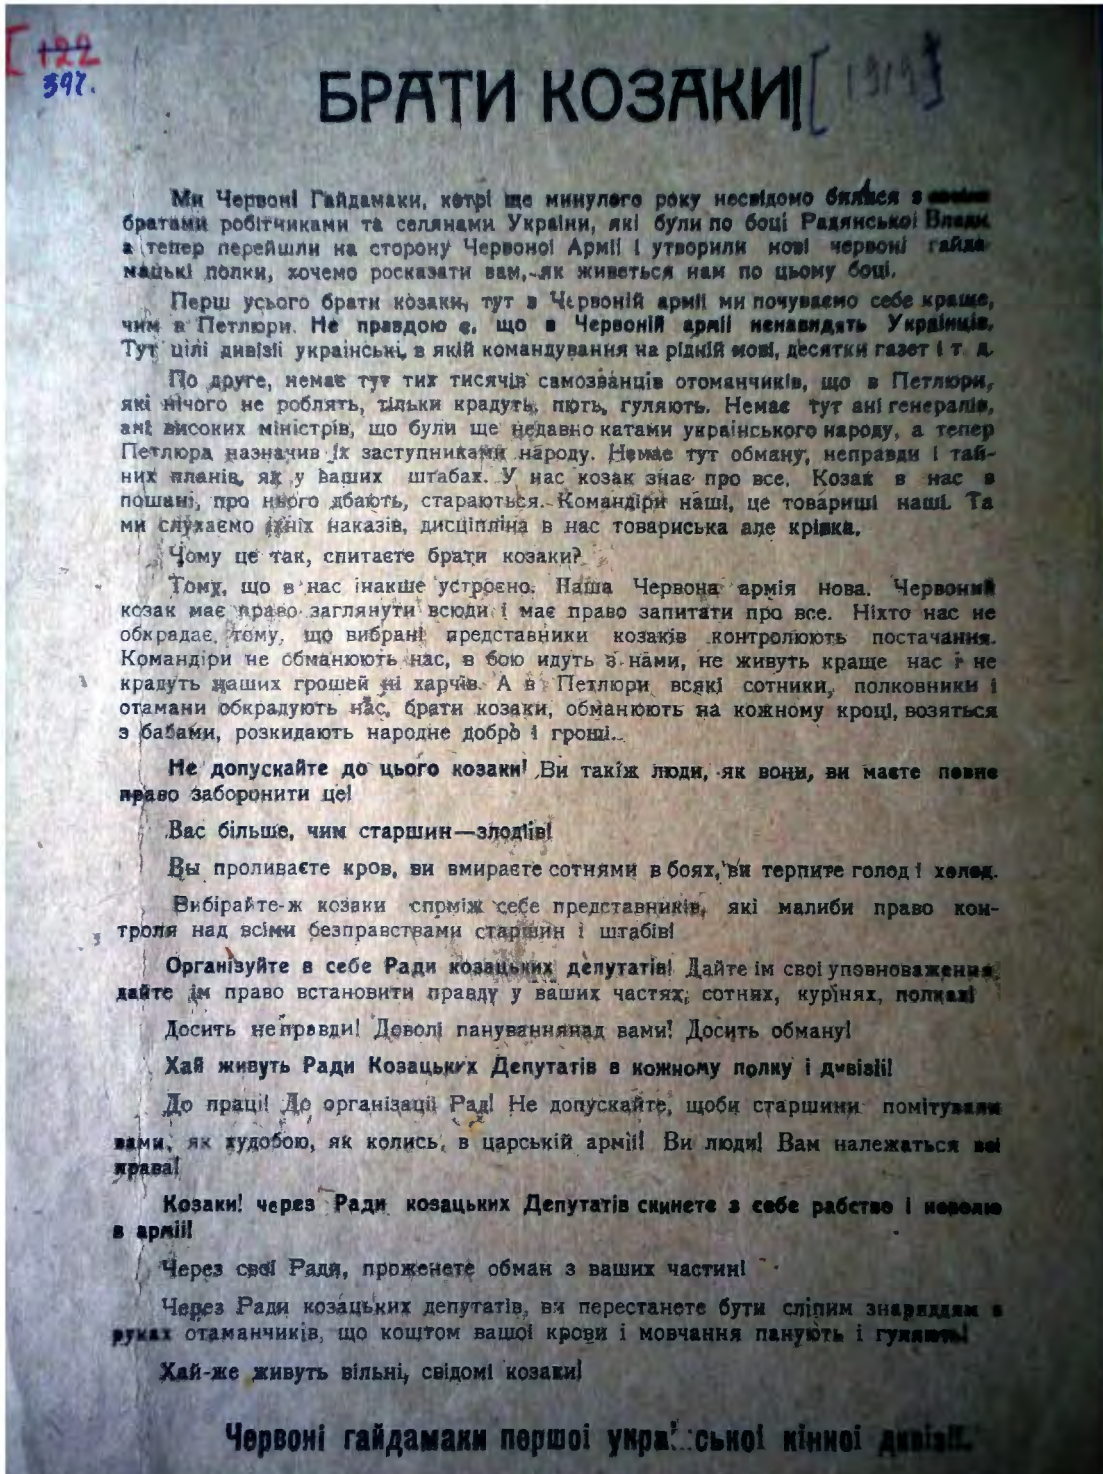 [ 122
397.
БРАТИ КОЗАКИ! [1919]
Ми Червоні Гайдамаки, котрі ще минулого року несвідомо билися з
братами робітниками та селянами України, які були по боці Радянської Влади
а тепер перейшли на сторону Червоної Армії і утворили нові червоні гайда
мацькі полки, хочемо росказати вам, як живеться нам по цьому боці.
Перш усього брати козаки, тут в Червоній армії ми почуваємо себе краще,
чим в Петлюри. Не правдою є, що в Червоній армії ненавидять Українців.
Тут цілі дивізії українські, в якій командування на рідній мові, десятки газет і т. д.
По друге, немає тут тих тисячів самозванців отоманчиків, що в Петлюри,
які нічого не роблять, тільки крадуть, пють, гуляють. Немає тут ані генералів,
ані високих міністрів, що були ще недавно катами українського народу, а тепер
Петлюра назначив їх заступниками народу. Немає тут обману, неправди і тай-
них планів, як у ваших штабах. У нас козак знає про все. Козак в нас в
пошані, про нього дбають, стараються. Командіри наші, це товариші наші. Та
ми слухаємо їхніх наказів, дисципліна в нас товариська але кріпка.
Чому це так, спитаєте брати козаки?
Тому, що в нас інакше устроєно. Наша Червона армія нова. Червоний
козак має право заглянути всюди і має право запитати про все. Ніхто нас не
обкрадає, тому, що вибрані представники козаків контролюють постачання.
Командіри не обманюють нас, в бою идуть з нами, не живуть краще нас і не
крадуть наших грошей ні харчів. А в Петлюри всякі сотники, полковники і
отамани обкрадують нас, брати козаки, обманюють на кожному кроці, возяться
з бабами, розкидають народне добро і гроші.
Не допускайте до цього козаки! Ви такіж люди, як вони, ви маєте повне
право заборонити це!
Вас більше, чим старшин—злодіїв!
Вы проливаєте кров, ви вмираєте сотнями в боях, ви терпите голод і холод.
Вибірайте-ж козаки споміж себе представників, які малиби право кон-
троля над всіми безправствами старшин і штабів!
Організуйте в себе Ради козацьких депутатів! Дайте їм свої уповноваження,
дайте їм право встановити правду у ваших частях, сотнях, курінях, полках!
Досить неправди! Доволі пануваннянад вами! Досить обману!
Хай живуть Ради Козацьких Депутатів в кожному полку і дивізії!
До праці! До організації Рад! Не допускайте, щоби старшини помітували
вами, як худобою, як колись, в царській армії! Ви люди! Вам належаться всі
права!
Козаки! через Ради козацьких Депутатів скинете з себе рабство і неволю
в армії!
Через свої Ради, проженете обман з ваших частин!
Через Ради козацьких депутатів, ви перестанете бути сліпим знаряддям в
руках отаманчиків, що коштом вашої крови і мовчання панують і гуляють!
Хай-же живуть вільні, свідомі козаки!
Червоні гайдамаки першої української кінної дивізії.